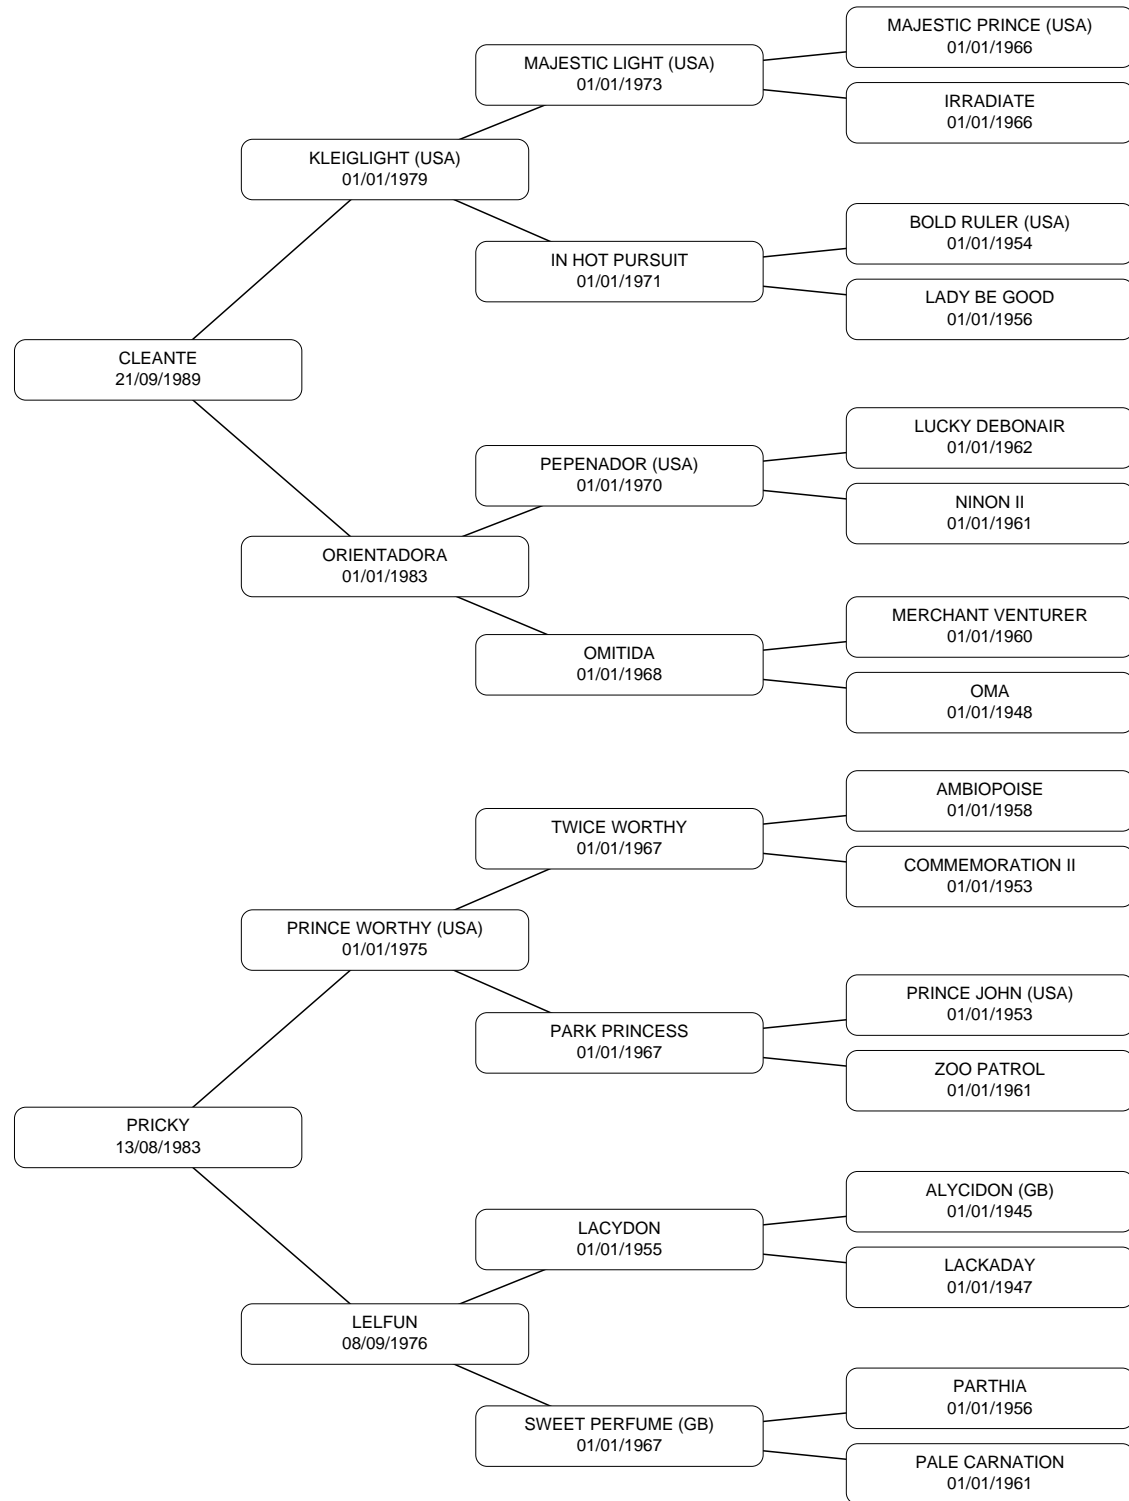 MAJESTIC PRINCE (USA)
01/01/1966
MAJESTIC LIGHT (USA)
01/01/1973
IRRADIATE
01/01/1966
KLEIGLIGHT (USA)
01/01/1979
BOLD RULER (USA)
01/01/1954
IN HOT PURSUIT
01/01/1971
LADY BE GOOD
01/01/1956
CLEANTE
21/09/1989
LUCKY DEBONAIR
01/01/1962
PEPENADOR (USA)
01/01/1970
NINON II
01/01/1961
ORIENTADORA
01/01/1983
MERCHANT VENTURER
01/01/1960
OMITIDA
01/01/1968
OMA
01/01/1948
AMBIOPOISE
01/01/1958
TWICE WORTHY
01/01/1967
COMMEMORATION II
01/01/1953
PRINCE WORTHY (USA)
01/01/1975
PRINCE JOHN (USA)
01/01/1953
PARK PRINCESS
01/01/1967
ZOO PATROL
01/01/1961
PRICKY
13/08/1983
ALYCIDON (GB)
01/01/1945
LACYDON
01/01/1955
LACKADAY
01/01/1947
LELFUN
08/09/1976
PARTHIA
01/01/1956
SWEET PERFUME (GB)
01/01/1967
PALE CARNATION
01/01/1961